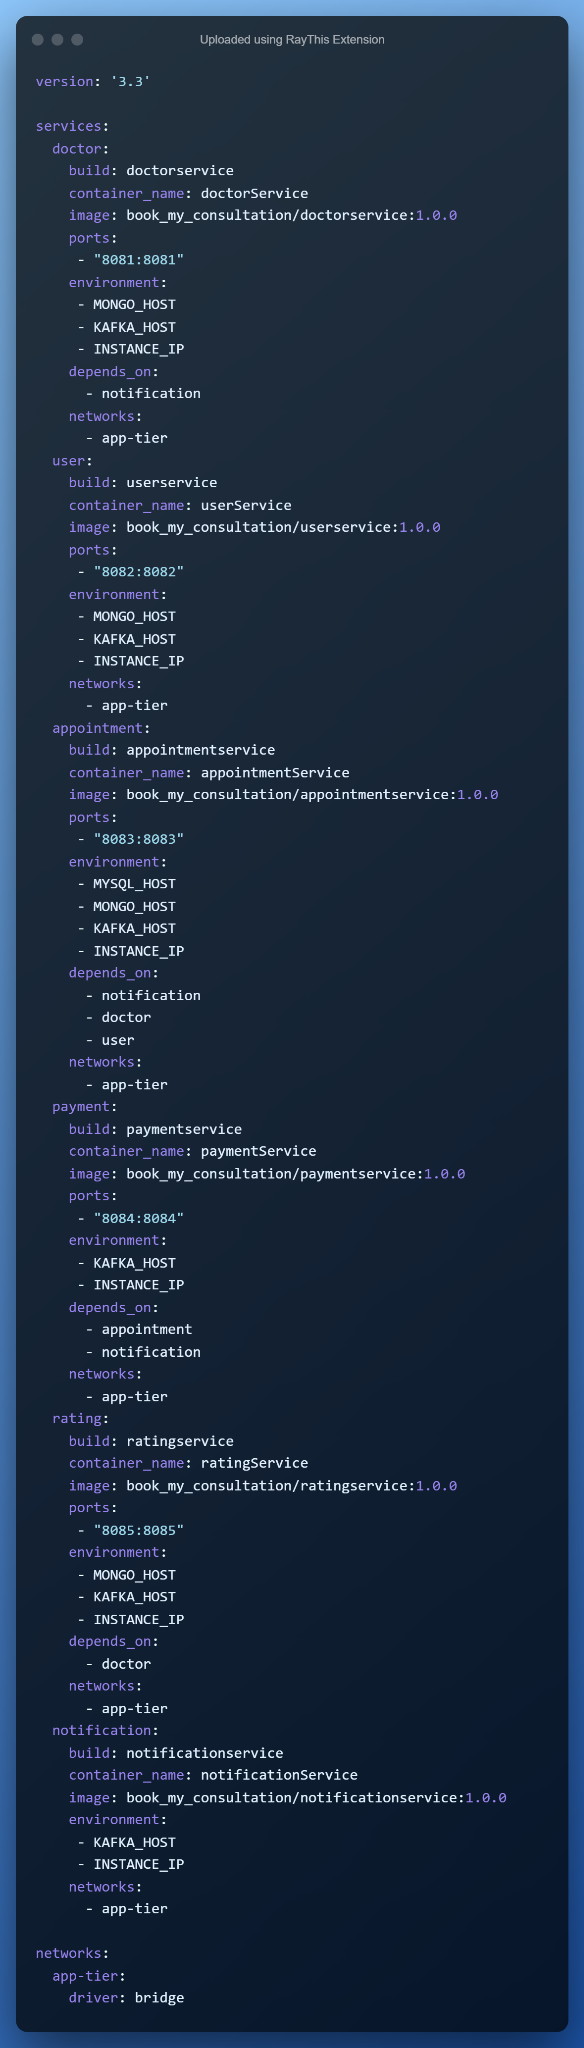 Uploaded using RayThis Extension
version: '3.3'

services:
  doctor:
    build: doctorservice
    container_name: doctorService
    image: book_my_consultation/doctorservice:1.0.0
    ports:
     - "8081:8081"
    environment:
     - MONGO_HOST
     - KAFKA_HOST
     - INSTANCE_IP
    depends_on:
      - notification
    networks:
      - app-tier
  user:
    build: userservice
    container_name: userService
    image: book_my_consultation/userservice:1.0.0
    ports:
     - "8082:8082"
    environment:
     - MONGO_HOST
     - KAFKA_HOST
     - INSTANCE_IP
    networks:
      - app-tier
  appointment:
    build: appointmentservice
    container_name: appointmentService
    image: book_my_consultation/appointmentservice:1.0.0
    ports:
     - "8083:8083"
    environment:
     - MYSQL_HOST
     - MONGO_HOST
     - KAFKA_HOST
     - INSTANCE_IP
    depends_on:
      - notification
      - doctor
      - user
    networks:
      - app-tier
  payment:
    build: paymentservice
    container_name: paymentService
    image: book_my_consultation/paymentservice:1.0.0
    ports:
     - "8084:8084"
    environment:
     - KAFKA_HOST
     - INSTANCE_IP
    depends_on:
      - appointment
      - notification
    networks:
      - app-tier
  rating:
    build: ratingservice
    container_name: ratingService
    image: book_my_consultation/ratingservice:1.0.0
    ports:
     - "8085:8085"
    environment:
     - MONGO_HOST
     - KAFKA_HOST
     - INSTANCE_IP
    depends_on:
      - doctor
    networks:
      - app-tier
  notification:
    build: notificationservice
    container_name: notificationService
    image: book_my_consultation/notificationservice:1.0.0
    environment:
     - KAFKA_HOST
     - INSTANCE_IP
    networks:
      - app-tier

networks:
  app-tier:
    driver: bridge